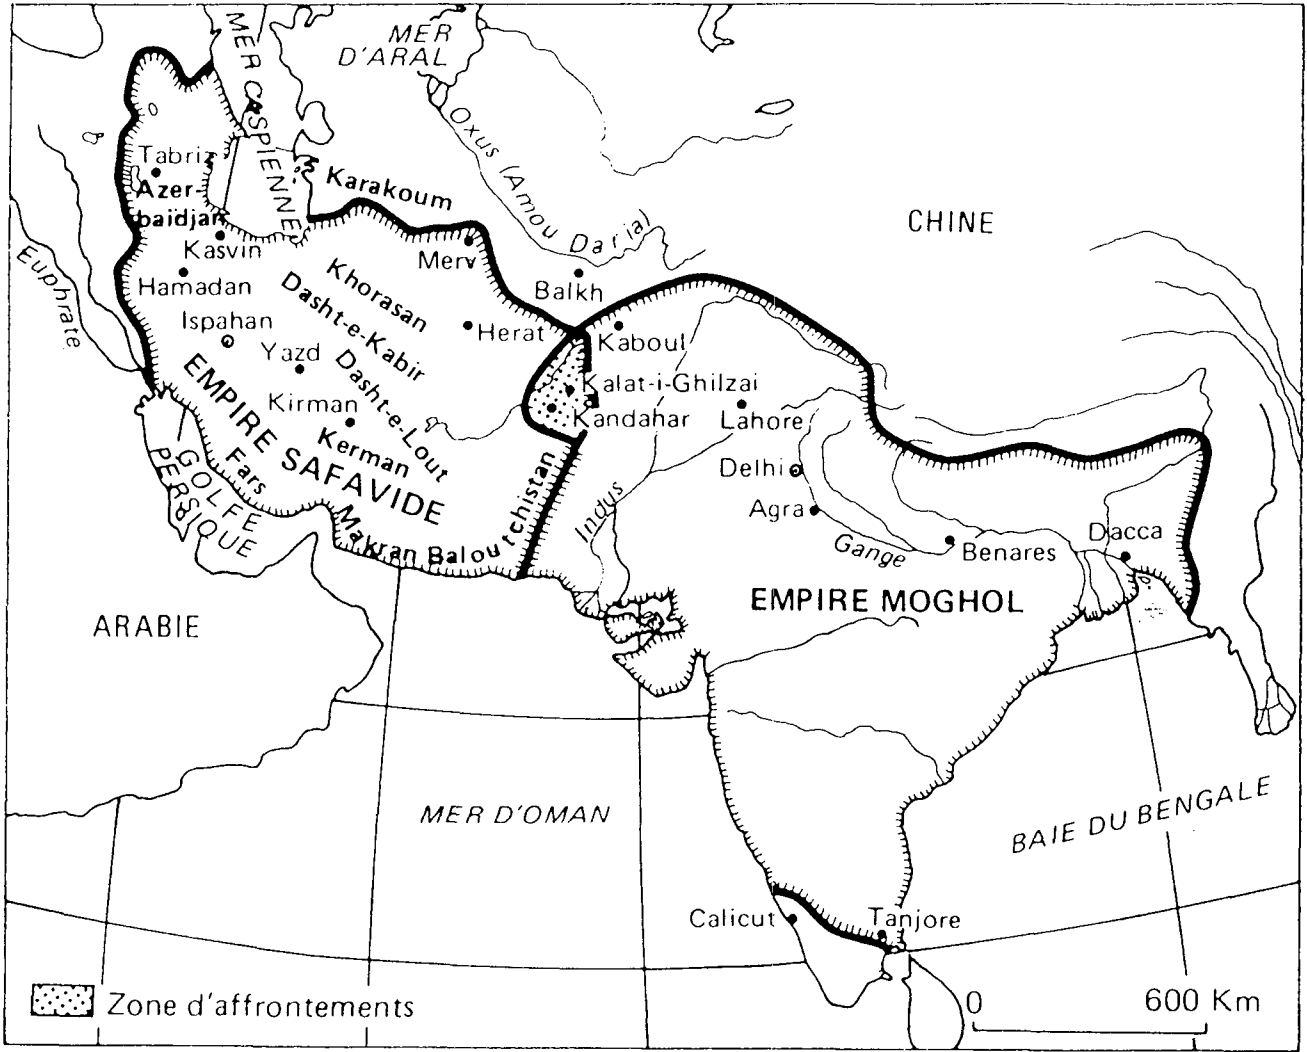 MER CASPIENNE
MER
D'ARAL
Oxus (Amou Daria)
Karakoum
CHINE
Tabriz
Azer-
baidjan
Kasvin
Hamadan
Euphrate
Ispahan
Yazd
Kirman
Kerman
Khorasan
Dasht-e-Kabir
Dasht-e-Lout
Merv
Balkh
Herat
Kaboul
Kalat-i-Ghilzai
Kandahar
Lahore
Delhi
Agra
Gange
Benares
Dacca
Indus
EMPIRE SAFAVIDE
Fars
GOLFE
PERSIQUE
Makran Baloutchistan
EMPIRE MOGHOL
ARABIE
MER D'OMAN
BAIE DU BENGALE
Calicut
Tanjore
Zone d'affrontements
0 600 Km